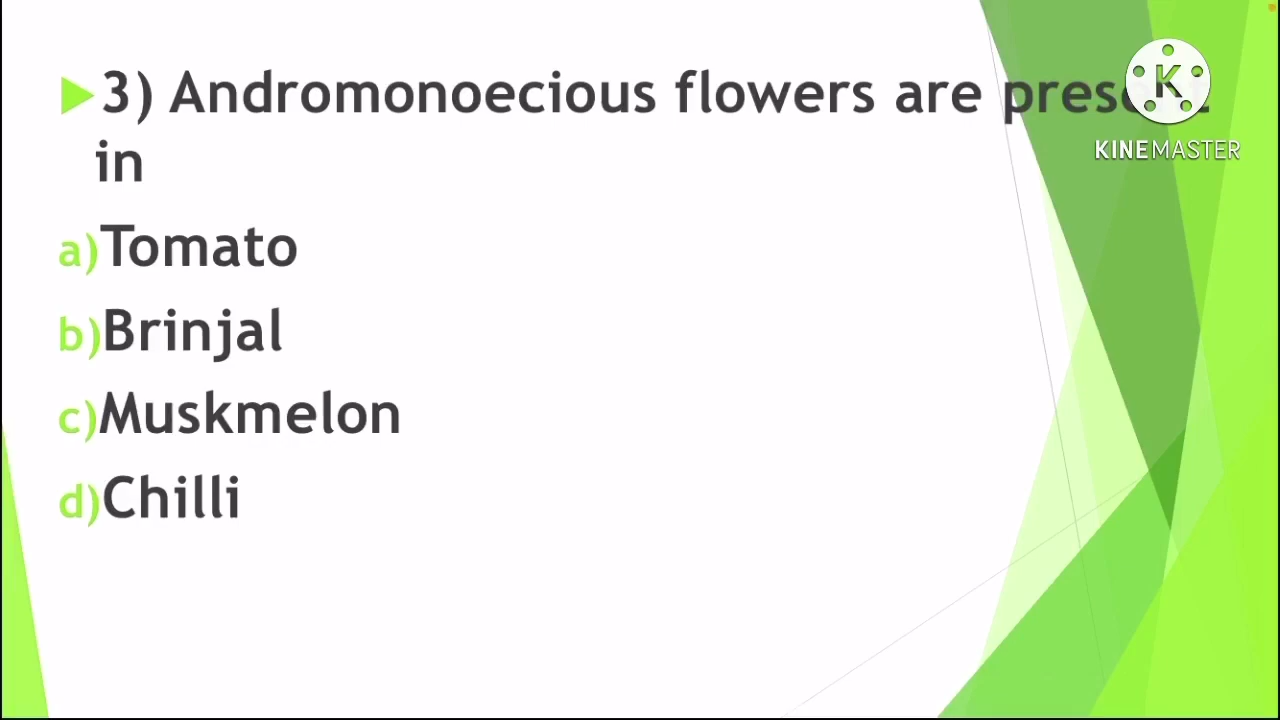 3) Andromonoecious flowers are
in
a)Tomato
b)Brinjal
c)Muskmelon
d)Chilli
K
KINEMASTER